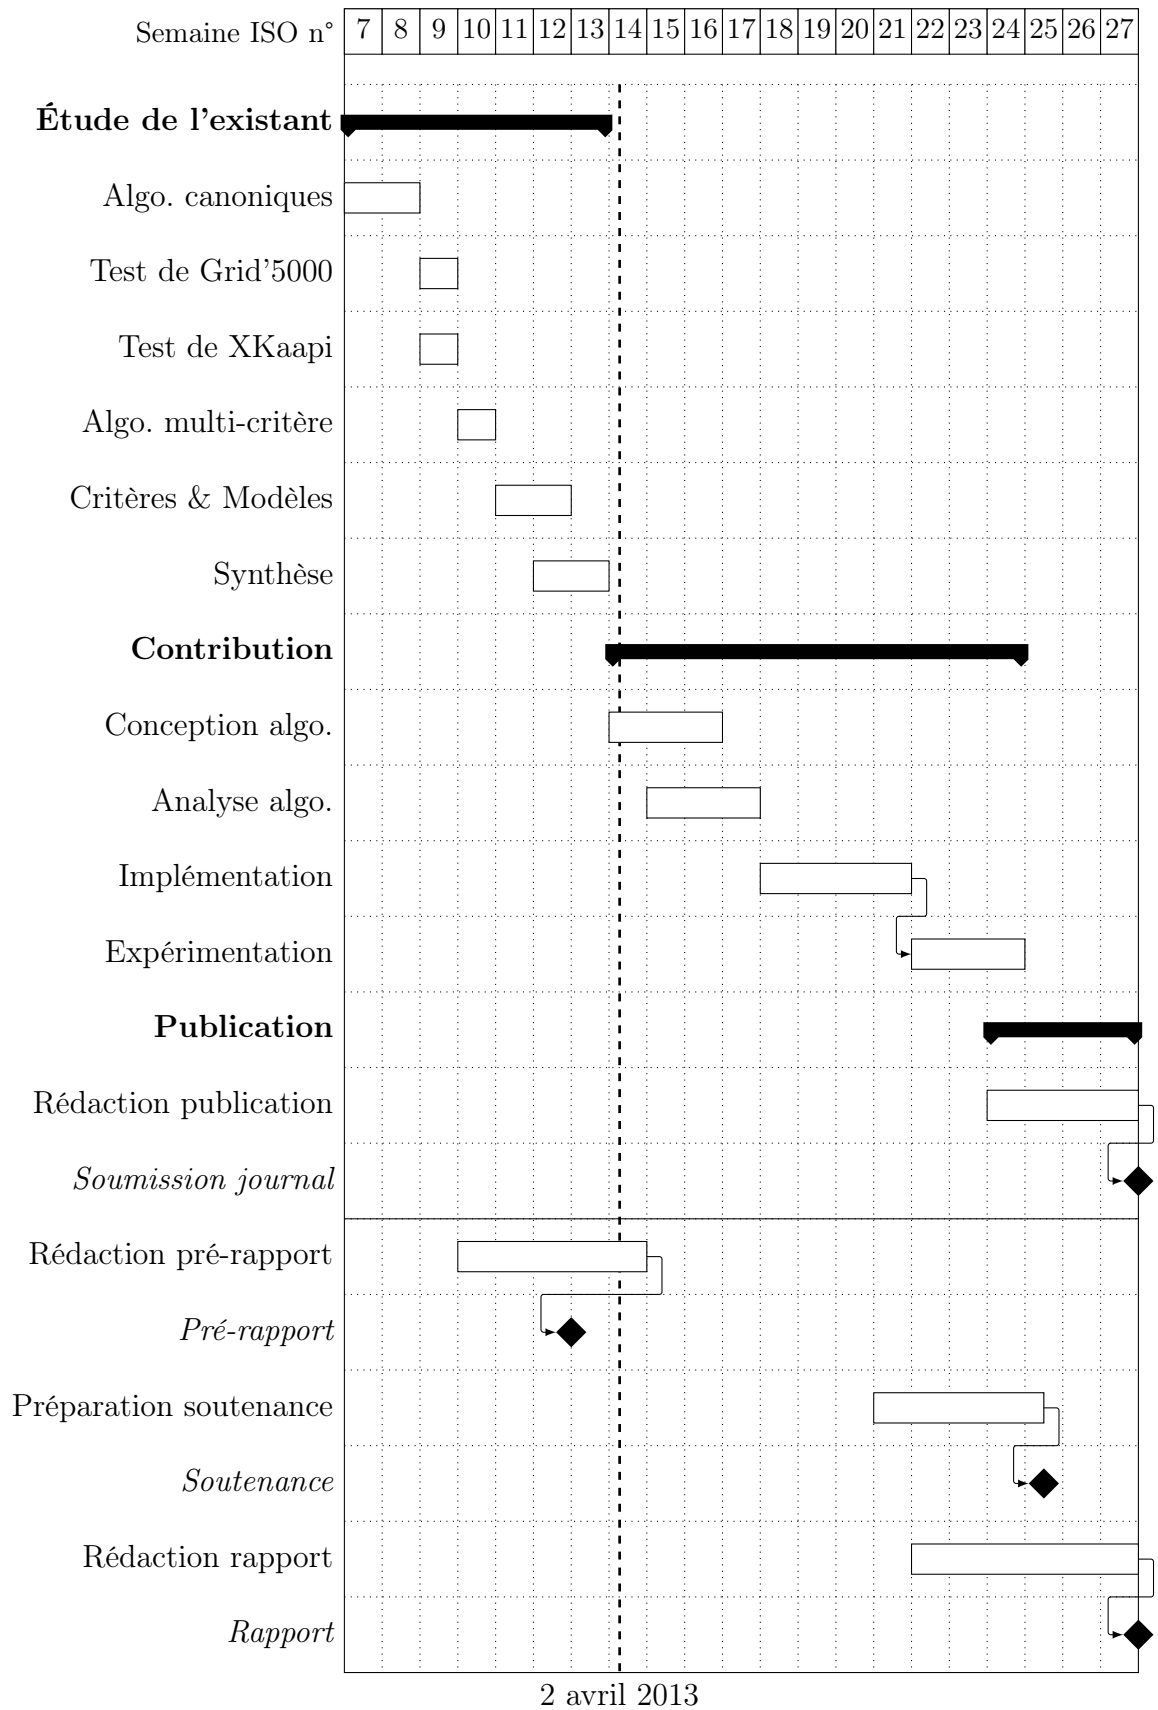 Semaine ISO n° 7 8 9 10 11 12 13 14 15 16 17 18 19 20 21 22 23 24 25 26 27
Étude de l'existant
Algo. canoniques
Test de Grid'5000
Test de XKaapi
Algo. multi-critère
Critères & Modèles
Synthèse
Contribution
Conception algo.
Analyse algo.
Implémentation
Expérimentation
Publication
Rédaction publication
Soumission journal
Rédaction pré-rapport
Pré-rapport
Préparation soutenance
Soutenance
Rédaction rapport
Rapport
2 avril 2013